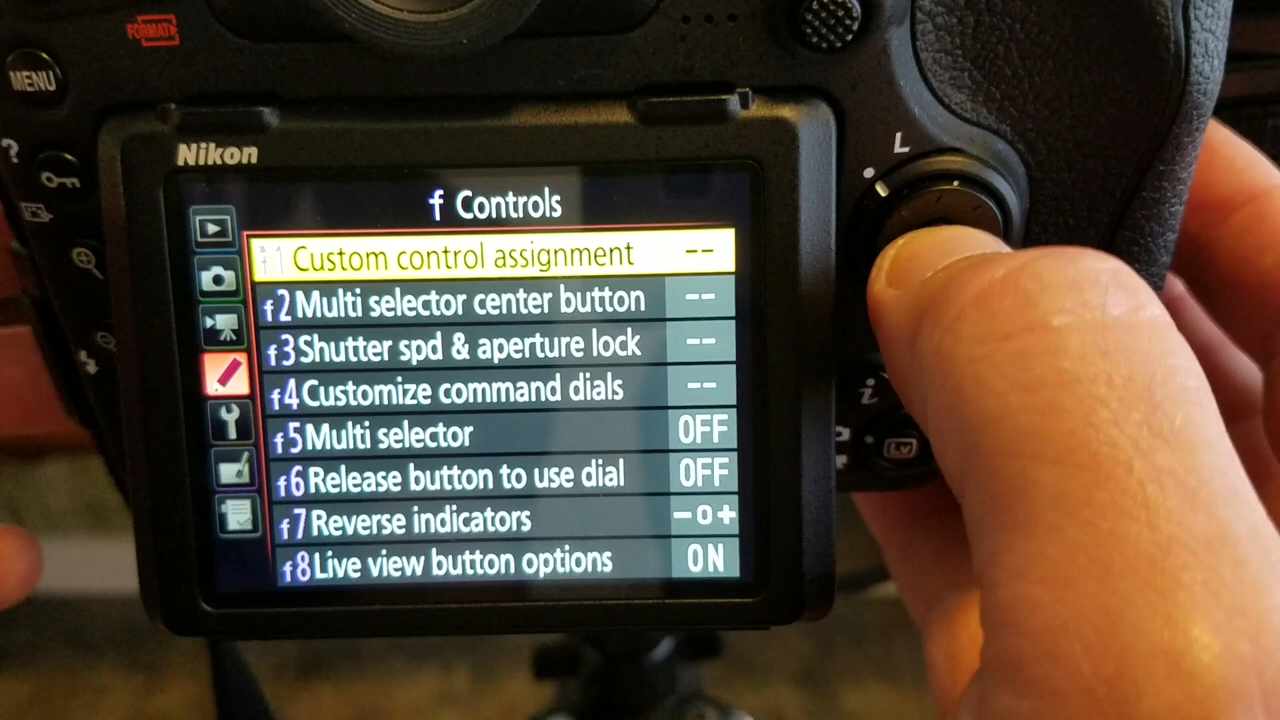 FORMAT
MENU
?
L
Nikon
f Controls
f1 Custom control assignment --
f2 Multi selector center button --
f3 Shutter spd & aperture lock --
f4 Customize command dials --
f5 Multi selector OFF
f6 Release button to use dial OFF
f7 Reverse indicators -o+
f8 Live view button options ON
i
Lv